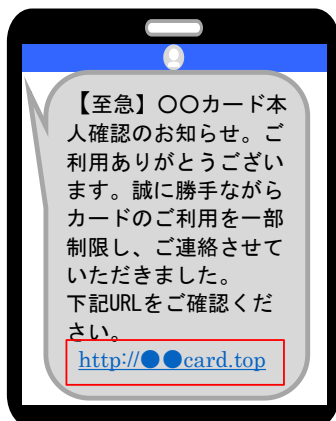 【至急】〇〇カード本
人確認のお知らせ。ご
利用ありがとうござい
ます。誠に勝手ながら
カードのご利用を一部
制限し、ご連絡させて
いただきました。
下記URLをご確認くだ
さい。
http://●●card.top